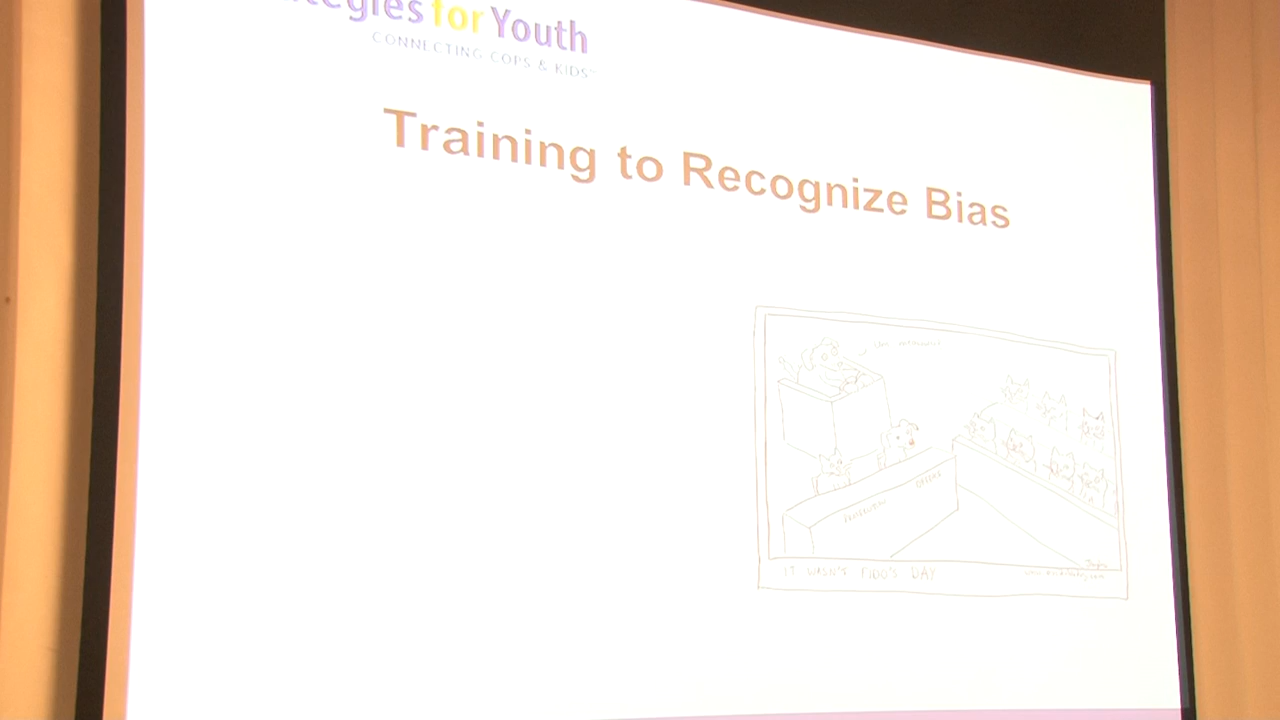 tegies for Youth
CONNECTING COPS & KIDS
Training to Recognize Bias
IT WASN'T FIDO'S DAY